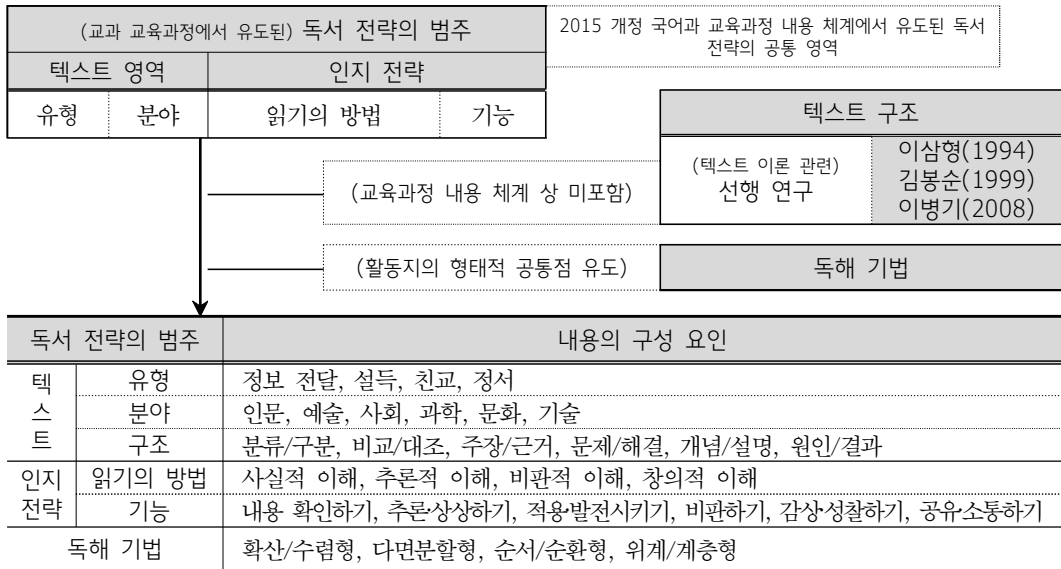 (교과 교육과정에서 유도된) 독서 전략의 범주
텍스트 영역 인지 전략
유형 분야 읽기의 방법 기능
2015 개정 국어과 교육과정 내용 체계에서 유도된 독서
전략의 공통 영역
텍스트 구조
(텍스트 이론 관련)
선행 연구
이삼형(1994)
김봉순(1999)
이병기(2008)
(교육과정 내용 체계 상 미포함)
(활동지의 형태적 공통점 유도)
독해 기법
독서 전략의 범주 내용의 구성 요인
텍스트
유형 정보 전달, 설득, 친교, 정서
분야 인문, 예술, 사회, 과학, 문화, 기술
구조 분류/구분, 비교/대조, 주장/근거, 문제/해결, 개념/설명, 원인/결과
인지
전략
읽기의 방법 사실적 이해, 추론적 이해, 비판적 이해, 창의적 이해
기능 내용 확인하기, 추론·상상하기, 적용·발전시키기, 비판하기, 감상·성찰하기, 공유·소통하기
독해 기법 확산/수렴형, 다면분할형, 순서/순환형, 위계/계층형